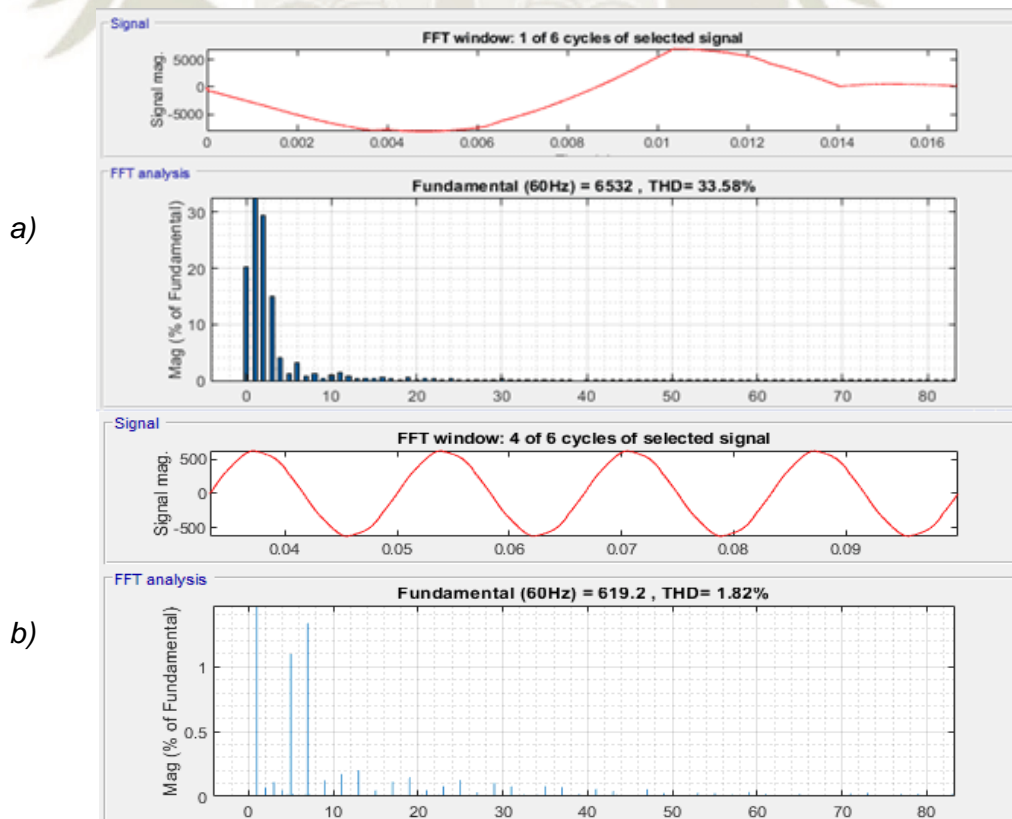 Signal
FFT window: 1 of 6 cycles of selected signal
Signal mag.
5000
0
-5000
0 0.002 0.004 0.006 0.008 0.01 0.012 0.014 0.016
FFT analysis
Fundamental (60Hz) = 6532 , THD= 33.58%
a)
Mag (% of Fundamental)
30
20
10
0
0 10 20 30 40 50 60 70 80
Signal
FFT window: 4 of 6 cycles of selected signal
Signal mag.
500
0
-500
0.04 0.05 0.06 0.07 0.08 0.09
FFT analysis
Fundamental (60Hz) = 619.2 , THD= 1.82%
b)
Mag (% of Fundamental)
1
0.5
0
0 10 20 30 40 50 60 70 80